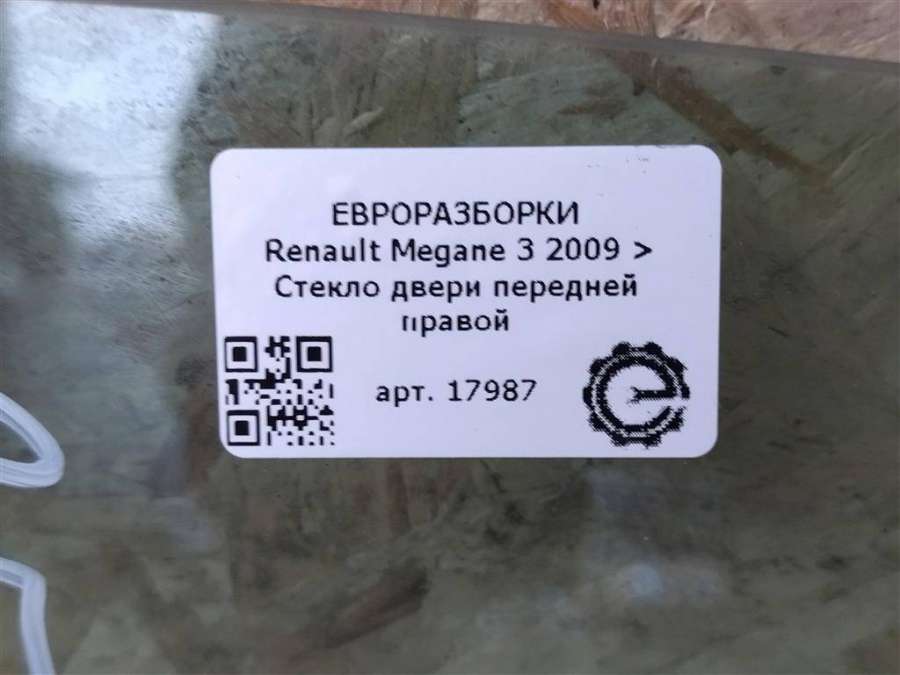 ЕВРОРАЗБОРКИ
Renault Megane 3 2009 >
Стекло двери передней
правой
арт. 17987